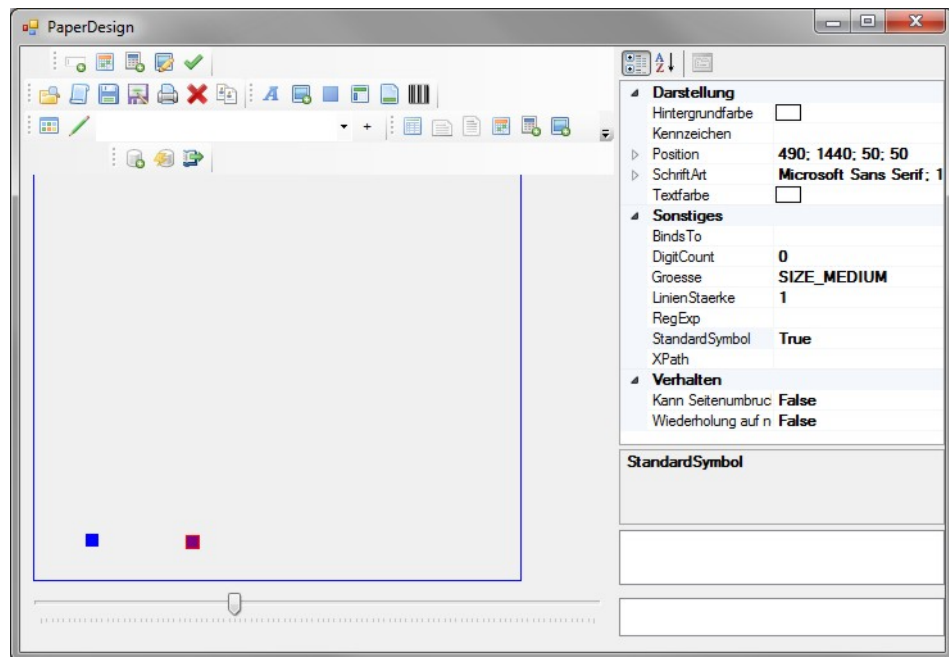 PaperDesign
Darstellung
Hintergrundfarbe
Kennzeichen
Position 490; 1440; 50; 50
SchriftArt Microsoft Sans Serif; 1
Textfarbe
Sonstiges
BindsTo
DigitCount 0
Groesse SIZE_MEDIUM
LinienStaerke 1
RegExp
StandardSymbol True
XPath
Verhalten
Kann Seitenumbruc False
Wiederholung auf n False
StandardSymbol